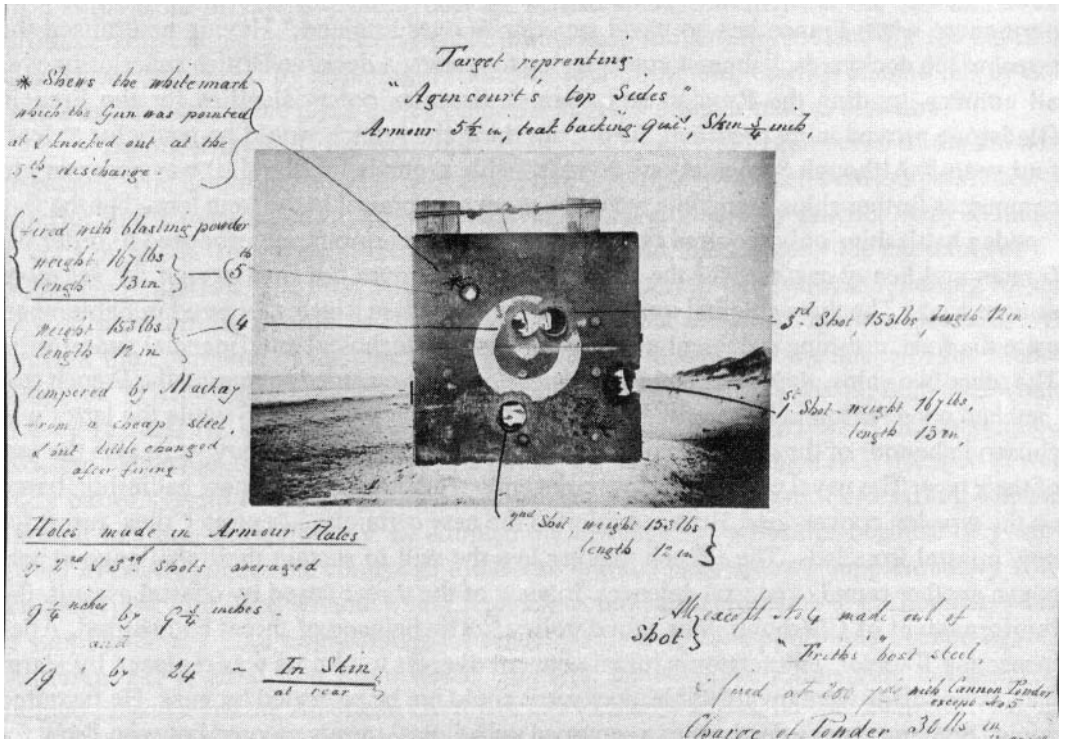 Target reprenting
"Agincourt's top Sides"
Armour 5½ in, teak backing 9 in^s, Skin ¾ inch,
* Shews the white mark
which the Gun was pointed
at & knocked out at the
5th discharge.
fired with blasting powder
weight 167 lbs
length 13 in
(5th
weight 153 lbs
length 12 in
(4
tempered by Mackay
from a cheap steel.
& but little changed
after firing
3rd. Shot 153 lbs length 12 in
1st Shot weight 167 lbs.
length 13 in.
2nd Shot, weight 153 lbs
length 12 in
Holes made in Armour Plates
by 2nd & 3rd Shots averaged
9¼ inches by 9¼ inches
and
19 by 24 - In Skin
at rear
Shot
All except No 4 made out of
" Friths best steel.
fired at 200 yds with Cannon Powder
except No 5
Charge of Powder 30 lbs in